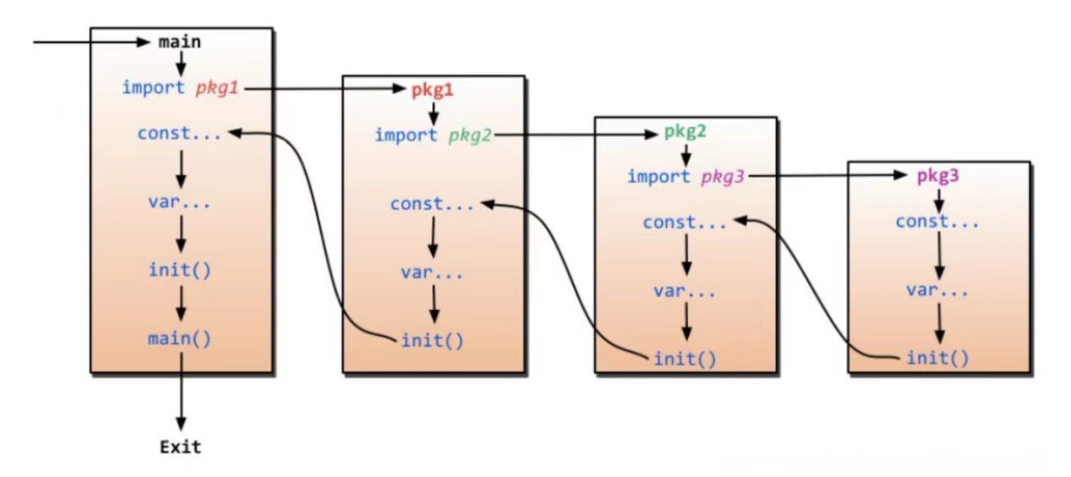 main
import pkg1
const...
var...
init()
main()
Exit
pkg1
import pkg2
const...
var...
init()
pkg2
import pkg3
const...
var...
init()
pkg3
const...
var...
init()